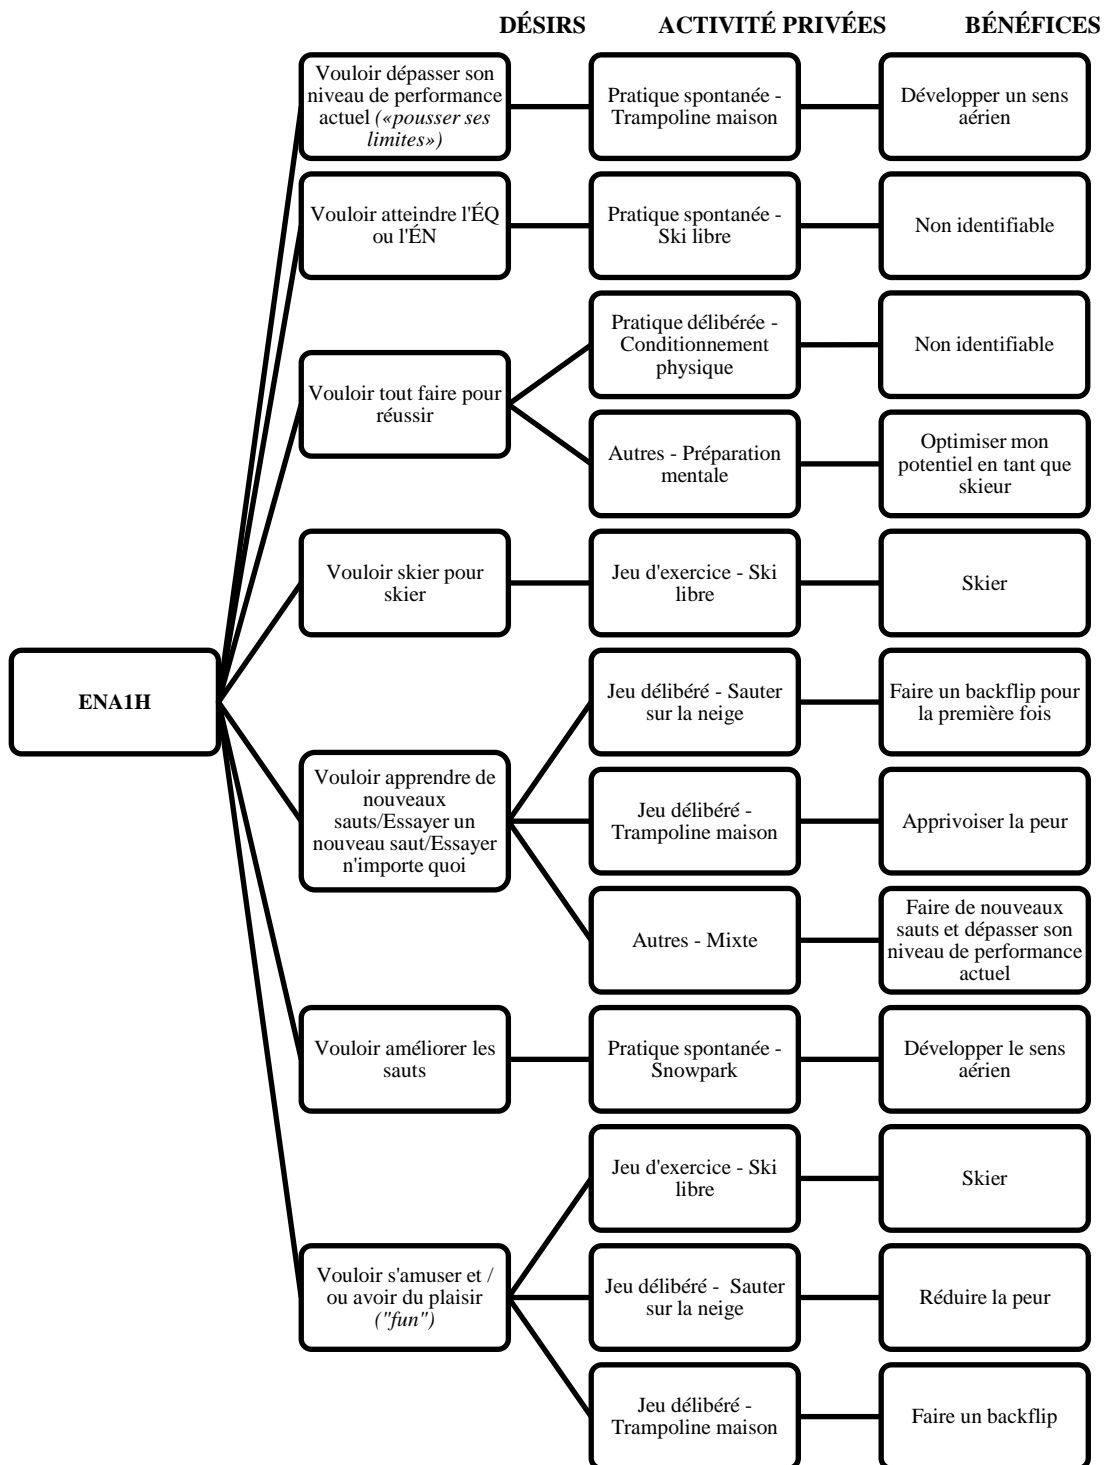 DÉSIRS ACTIVITÉ PRIVÉES BÉNÉFICES
Vouloir dépasser son
niveau de performance
actuel («pousser ses
limites»)
Pratique spontanée -
Trampoline maison
Développer un sens
aérien
Vouloir atteindre l'ÉQ
ou l'ÉN
Pratique spontanée -
Ski libre
Non identifiable
Vouloir tout faire pour
réussir
Pratique délibérée -
Conditionnement
physique
Non identifiable
Autres - Préparation
mentale
Optimiser mon
potentiel en tant que
skieur
Vouloir skier pour
skier
Jeu d'exercice - Ski
libre
Skier
ENA1H
Vouloir apprendre de
nouveaux
sauts/Essayer un
nouveau saut/Essayer
n'importe quoi
Jeu délibéré - Sauter
sur la neige
Faire un backflip pour
la première fois
Jeu délibéré -
Trampoline maison
Apprivoiser la peur
Autres - Mixte
Faire de nouveaux
sauts et dépasser son
niveau de performance
actuel
Vouloir améliorer les
sauts
Pratique spontanée -
Snowpark
Développer le sens
aérien
Vouloir s'amuser et /
ou avoir du plaisir
("fun")
Jeu d'exercice - Ski
libre
Skier
Jeu délibéré - Sauter
sur la neige
Réduire la peur
Jeu délibéré -
Trampoline maison
Faire un backflip